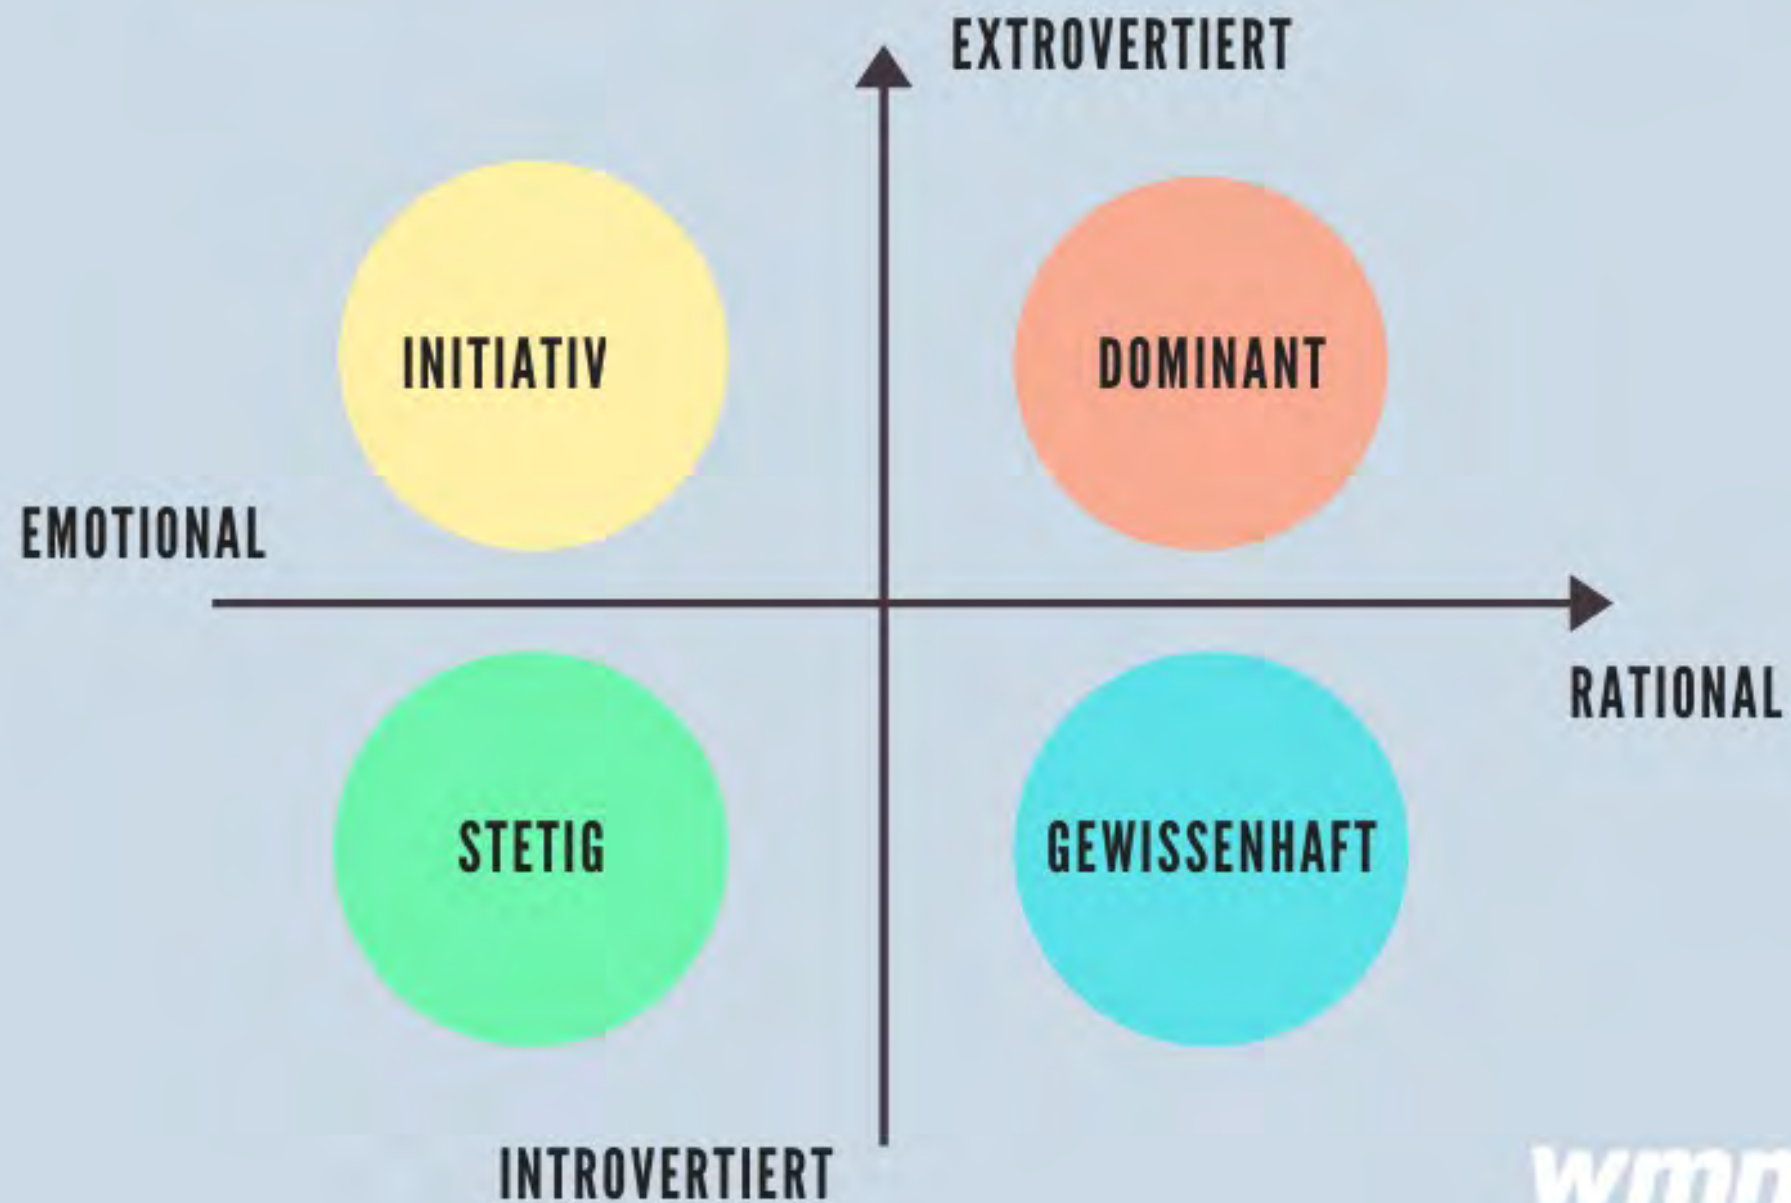 EXTROVERTIERT
INITIATIV
DOMINANT
EMOTIONAL
RATIONAL
STETIG
GEWISSENHAFT
INTROVERTIERT